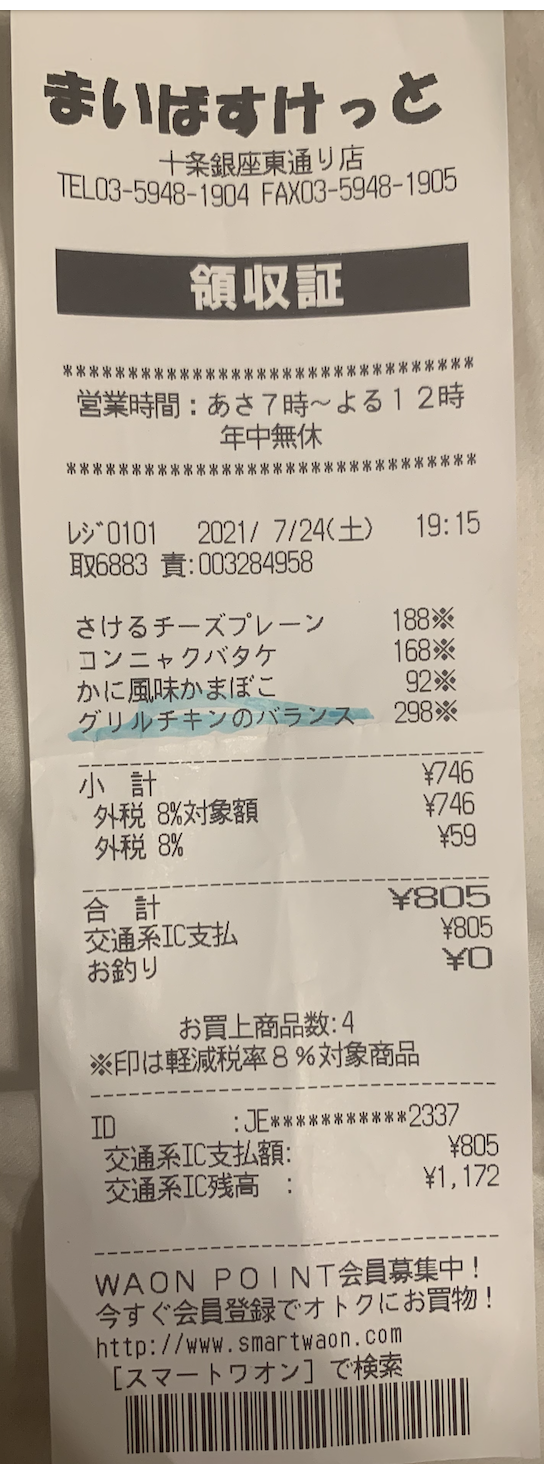 まいばすけっと
十条銀座東通り店
TEL03-5948-1904 FAX03-5948-1905
領収証
********************************
営業時間：あさ７時～よる１２時
年中無休
********************************
ﾚｼﾞ0101 2021/ 7/24(土) 19:15
取6883 責:003284958
さけるチーズプレーン 188※
コンニャクバタケ 168※
かに風味かまぼこ 92※
グリルチキンのバランス 298※
小 計 ¥746
外税 8%対象額 ¥746
外税 8% ¥59
合 計 ¥805
交通系IC支払 ¥805
お釣り ¥0
お買上商品数:4
※印は軽減税率８％対象商品
ID :JE***********2337
交通系IC支払額: ¥805
交通系IC残高 : ¥1,172
ＷＡＯＮ ＰＯＩＮＴ会員募集中！
今すぐ会員登録でオトクにお買物！
http://www.smartwaon.com
［スマートワオン］で検索